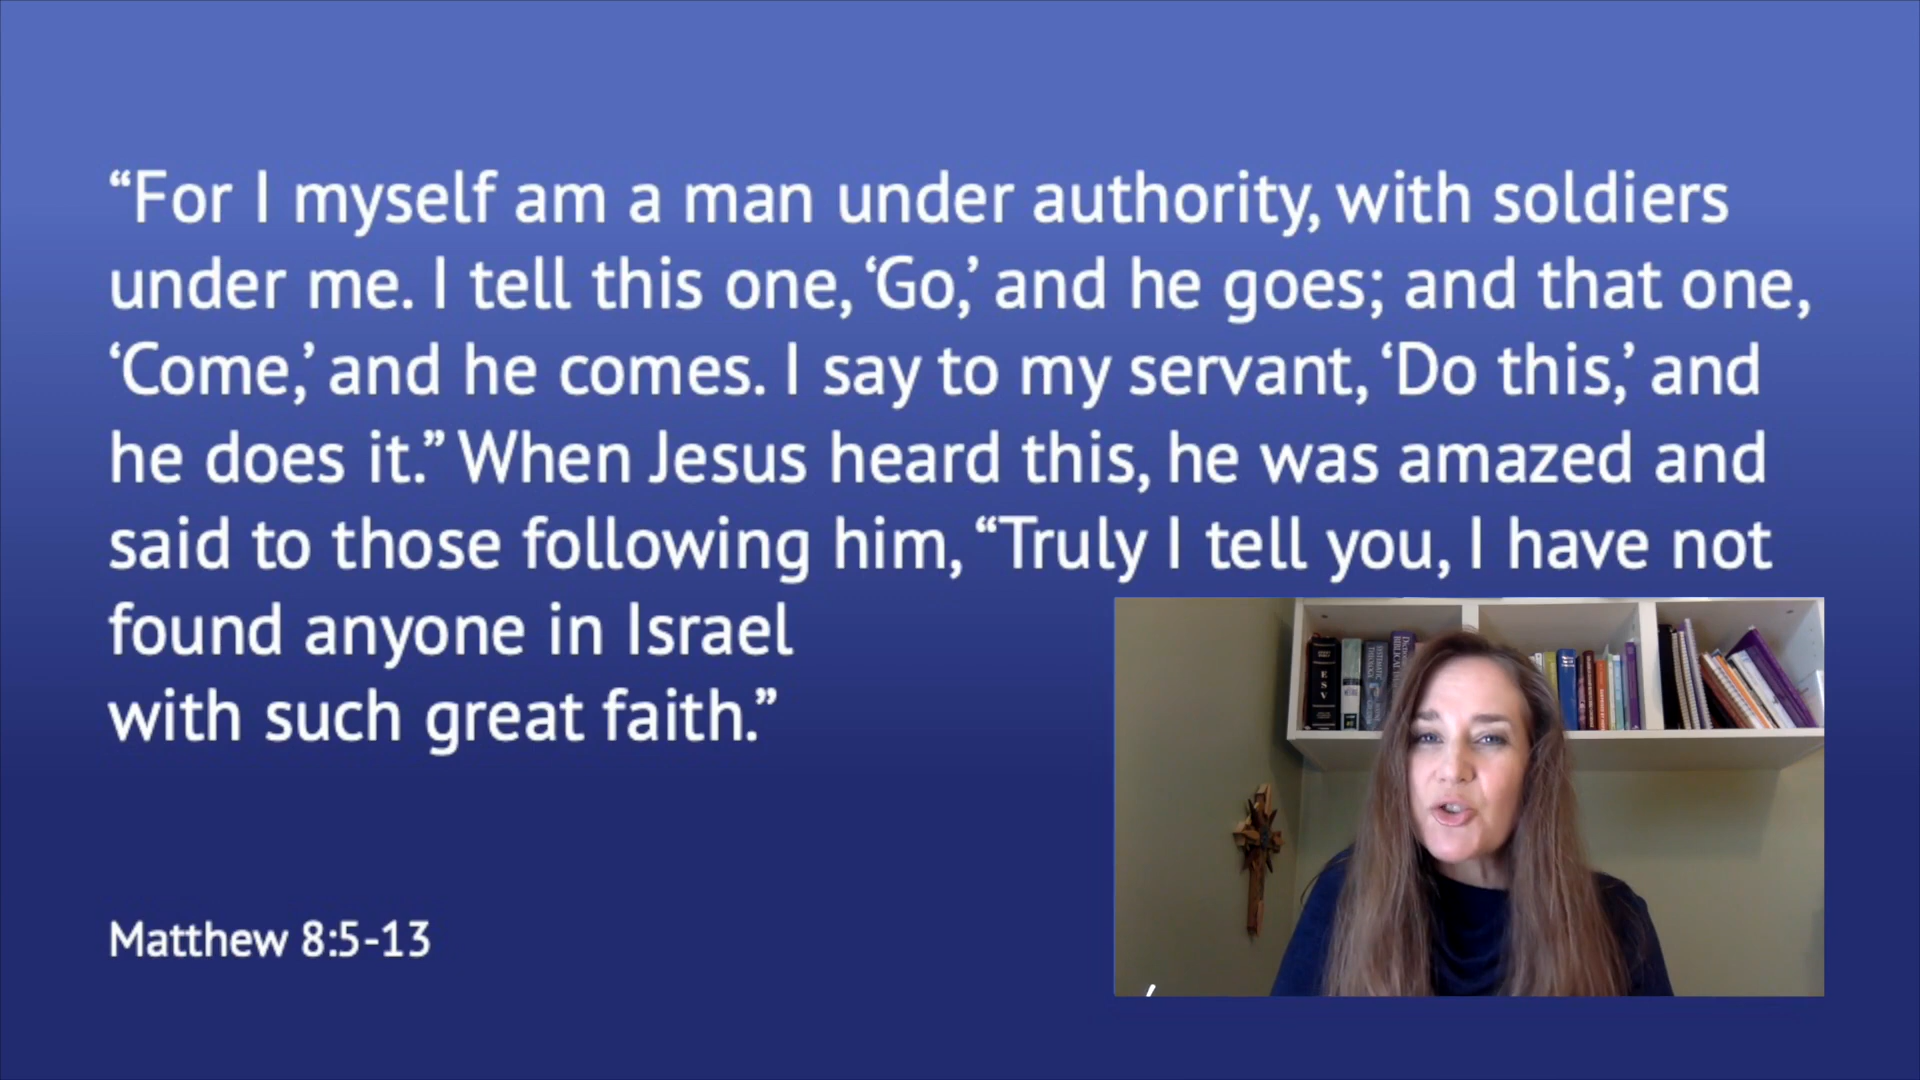 “For I myself am a man under authority, with soldiers
under me. I tell this one, ‘Go,’ and he goes; and that one,
‘Come,’ and he comes. I say to my servant, ‘Do this,’ and
he does it.” When Jesus heard this, he was amazed and
said to those following him, “Truly I tell you, I have not
found anyone in Israel
with such great faith.”
ESV
Matthew 8:5-13